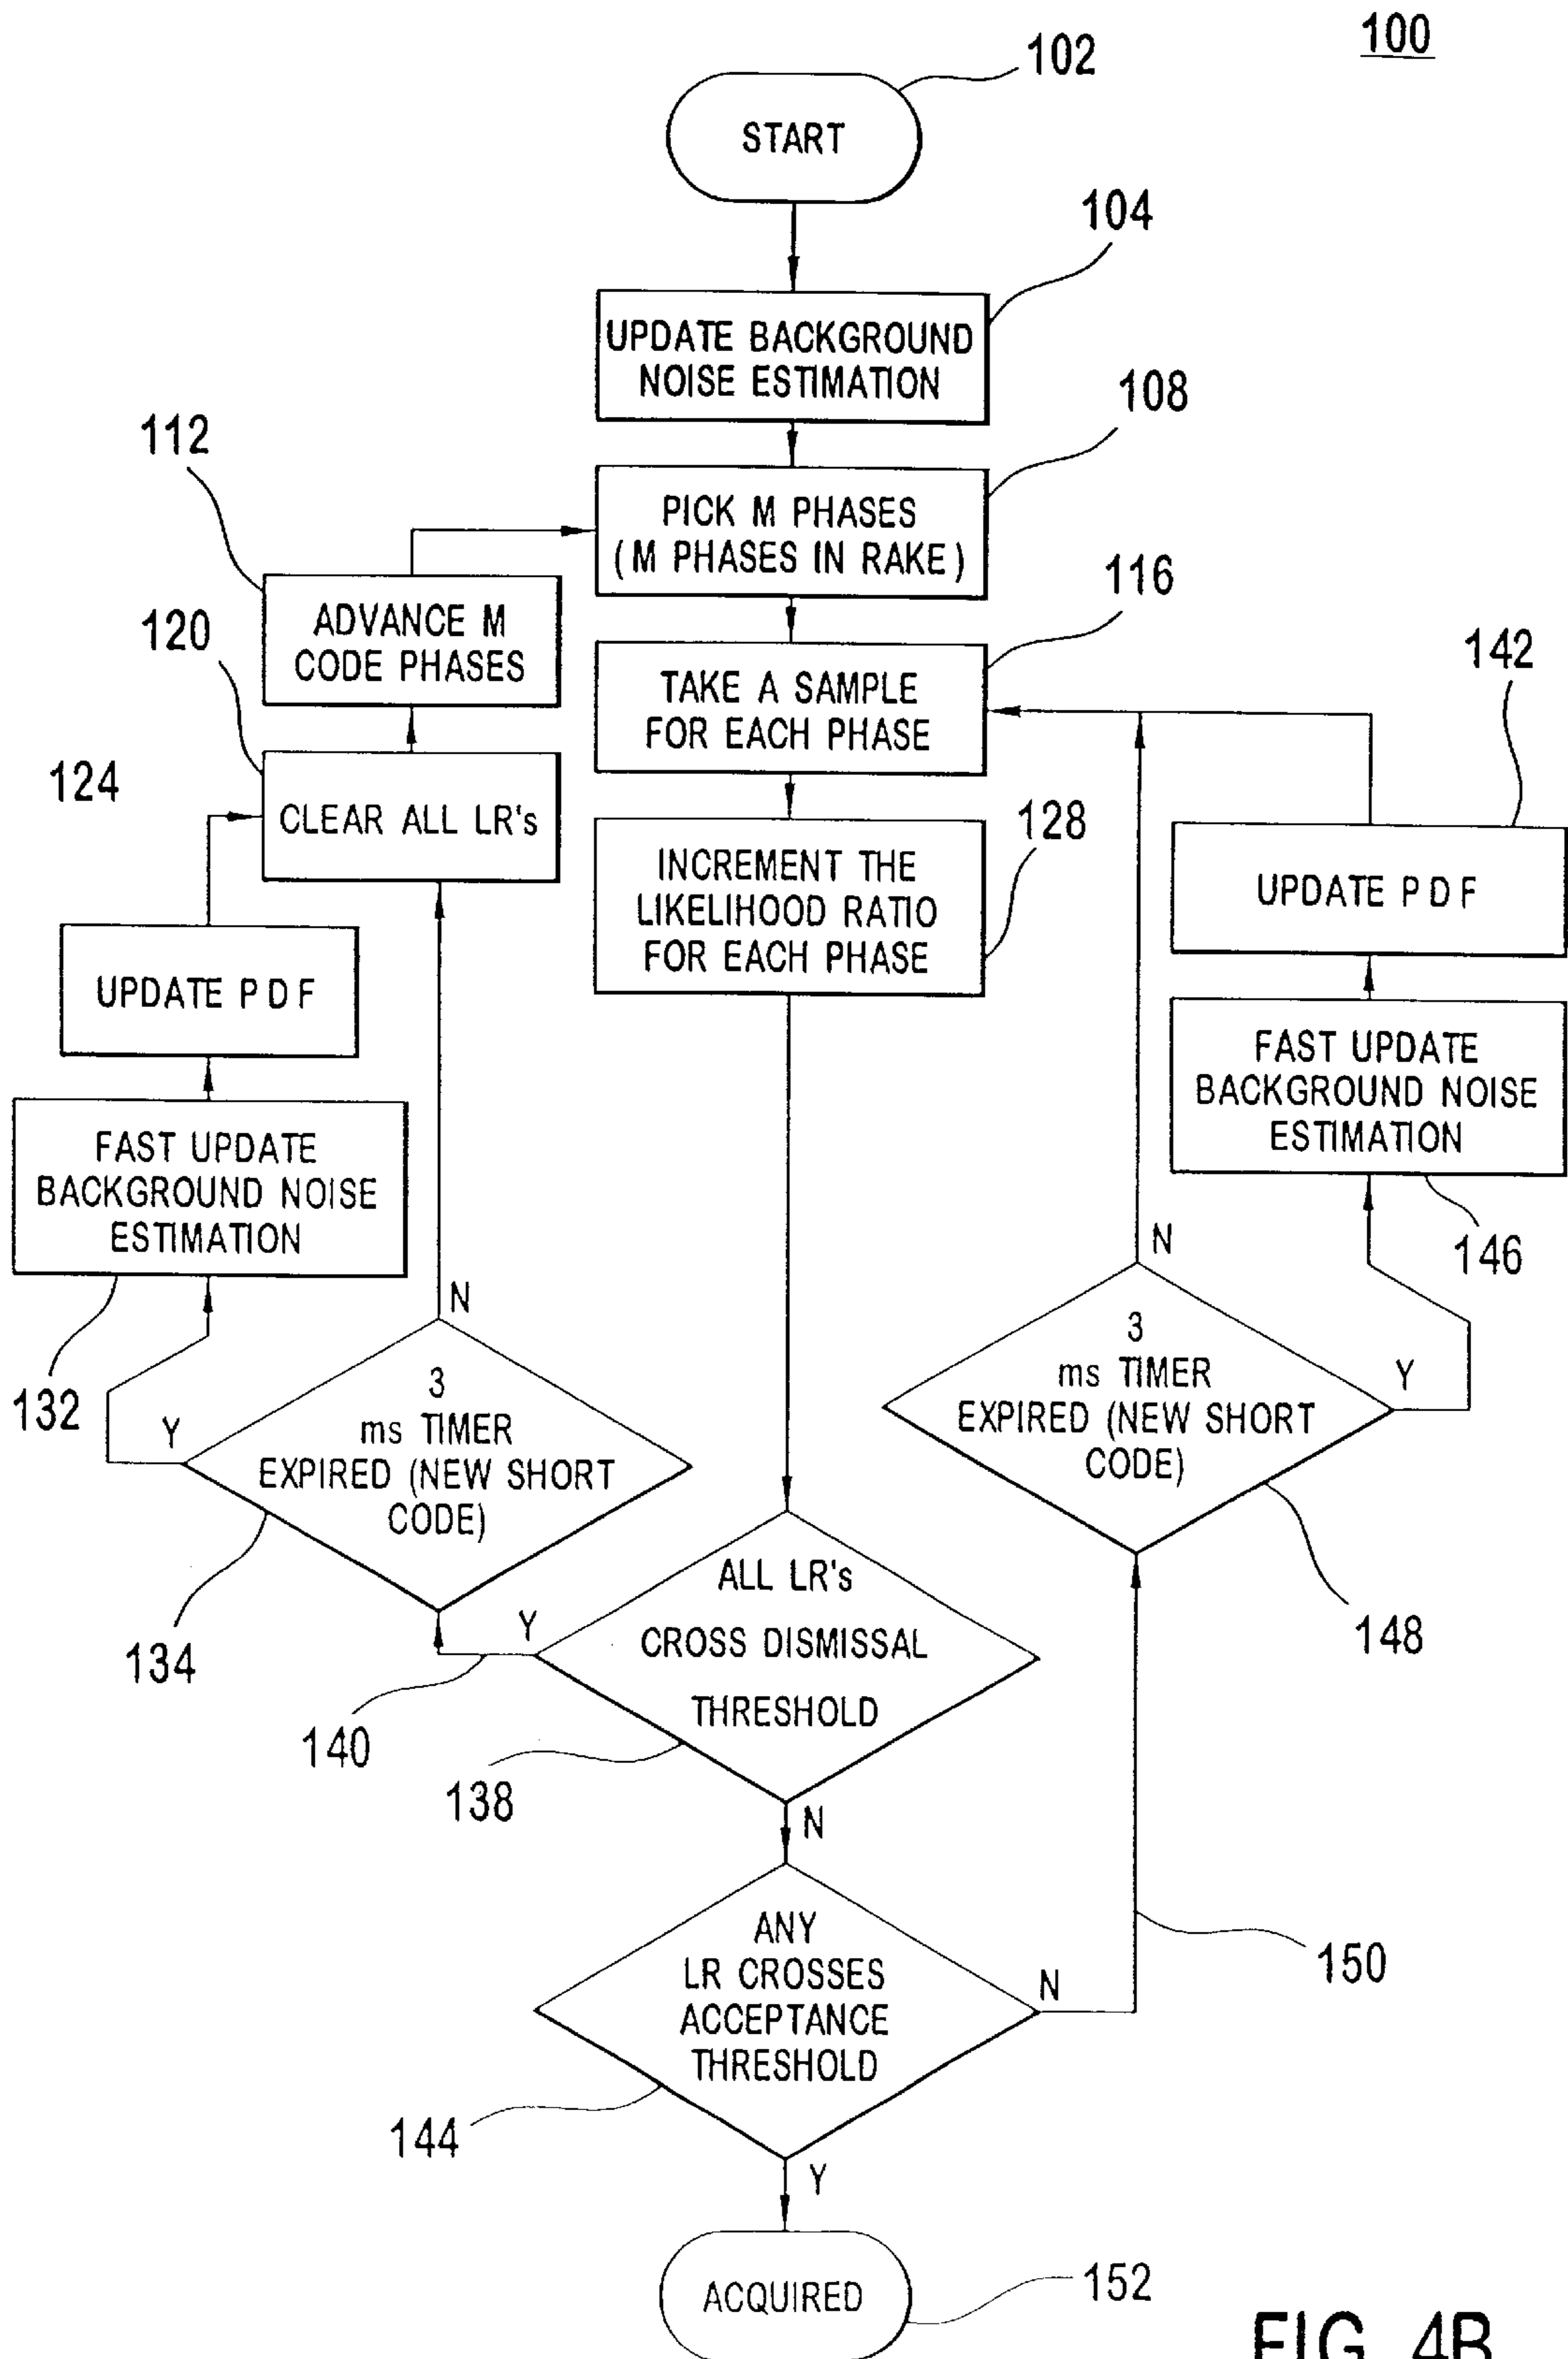 100
102
START
104
UPDATE BACKGROUND
NOISE ESTIMATION
108
112
PICK M PHASES
(M PHASES IN RAKE)
116
ADVANCE M
CODE PHASES
120
TAKE A SAMPLE
FOR EACH PHASE
142
124
CLEAR ALL LR's
128
INCREMENT THE
LIKELIHOOD RATIO
FOR EACH PHASE
UPDATE PDF
UPDATE PDF
FAST UPDATE
BACKGROUND NOISE
ESTIMATION
146
FAST UPDATE
BACKGROUND NOISE
ESTIMATION
132
N
N
3
ms TIMER
EXPIRED (NEW SHORT
CODE)
Y
134
3
ms TIMER
EXPIRED (NEW SHORT
CODE)
Y
148
ALL LR's
CROSS DISMISSAL
THRESHOLD
Y
140
138
N
ANY
LR CROSSES
ACCEPTANCE
THRESHOLD
N
150
144
Y
ACQUIRED
152
FIG. 4B